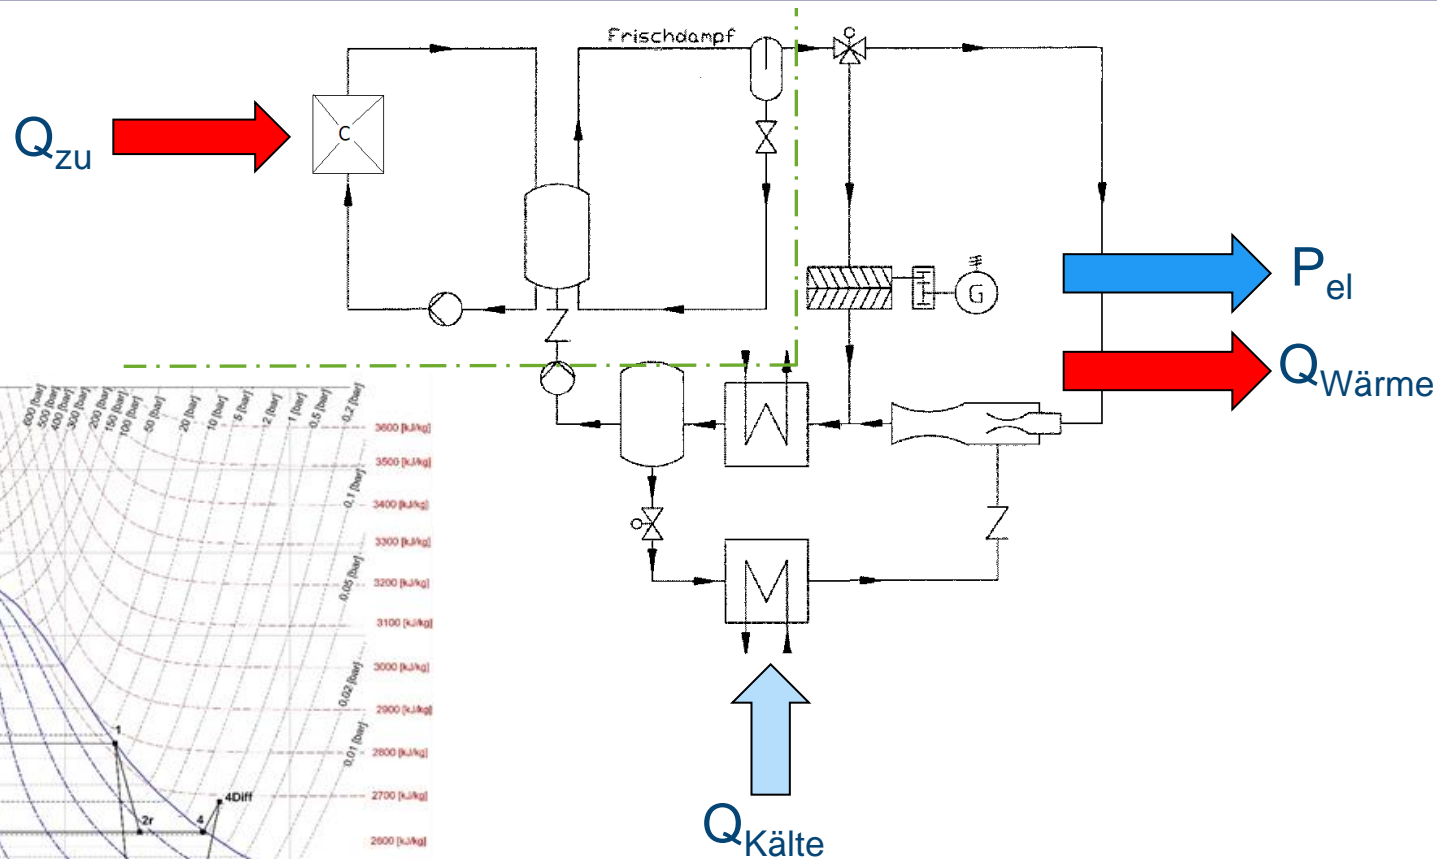 Frischdampf
Q zu
C
G
P el
Q Wärme
Q Kälte
600 [bar]
500 [bar]
400 [bar]
300 [bar]
200 [bar]
150 [bar]
100 [bar]
50 [bar]
20 [bar]
10 [bar]
5 [bar]
2 [bar]
1 [bar]
0,5 [bar]
0,2 [bar]
3600 [kJ/kg]
3500 [kJ/kg]
0,1 [bar]
3400 [kJ/kg]
3300 [kJ/kg]
0,05 [bar]
3200 [kJ/kg]
3100 [kJ/kg]
3000 [kJ/kg]
0,02 [bar]
2900 [kJ/kg]
1
0,01 [bar]
2800 [kJ/kg]
4Diff
2700 [kJ/kg]
2r
4
2600 [kJ/kg]